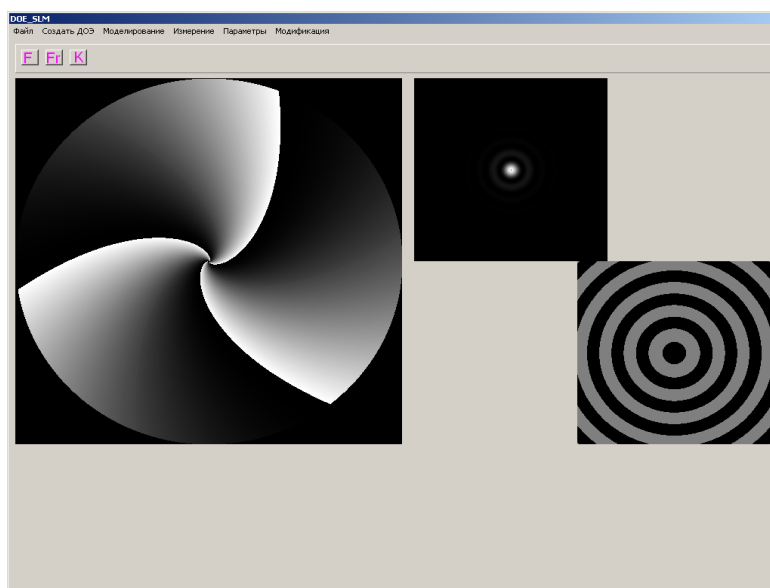 DOE_SLM
Файл Создать ДОЭ Моделирование Измерение Параметры Модификация
F Fr K